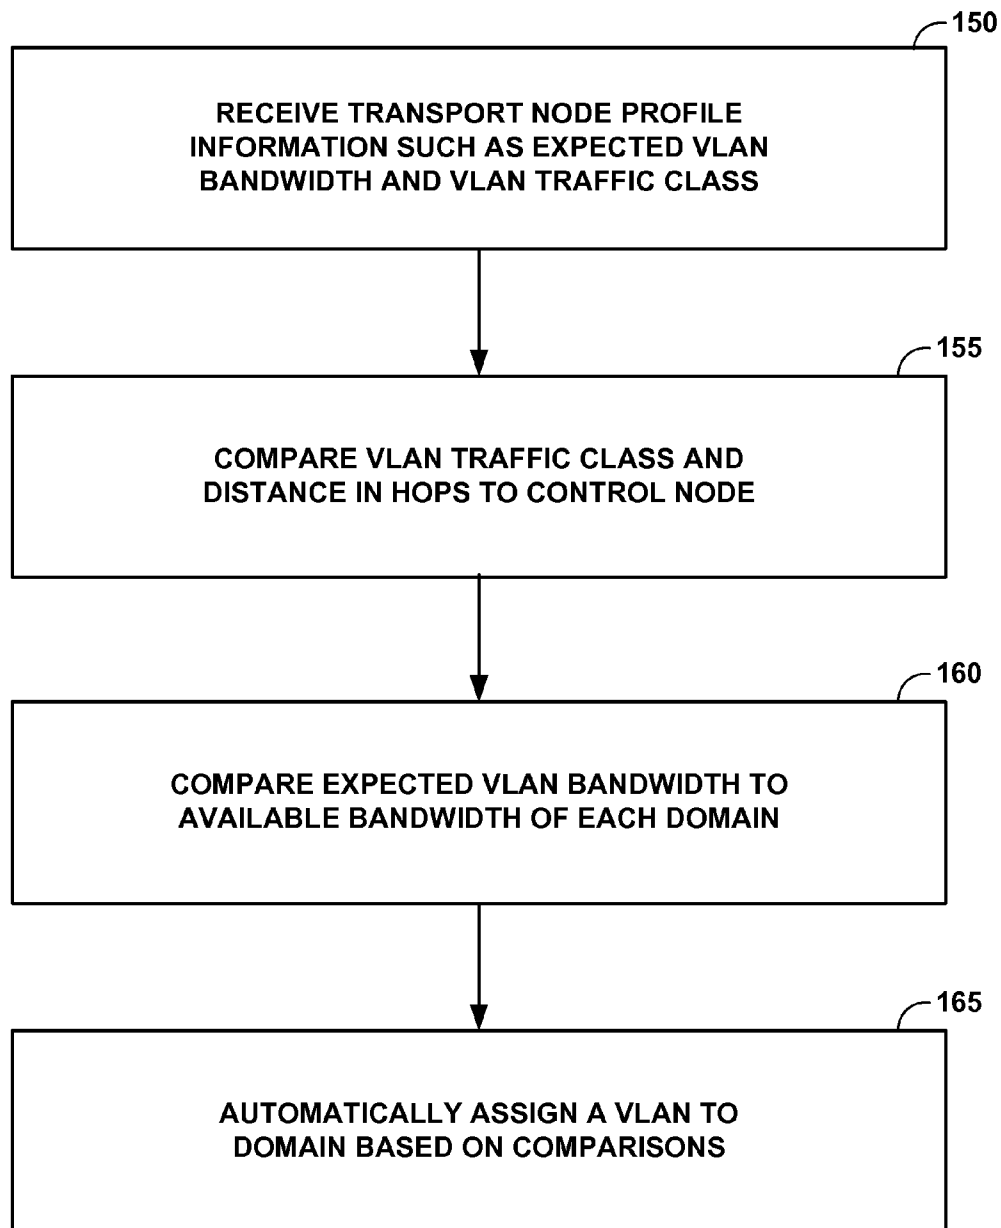 150
RECEIVE TRANSPORT NODE PROFILE
INFORMATION SUCH AS EXPECTED VLAN
BANDWIDTH AND VLAN TRAFFIC CLASS
155
COMPARE VLAN TRAFFIC CLASS AND
DISTANCE IN HOPS TO CONTROL NODE
160
COMPARE EXPECTED VLAN BANDWIDTH TO
AVAILABLE BANDWIDTH OF EACH DOMAIN
165
AUTOMATICALLY ASSIGN A VLAN TO
DOMAIN BASED ON COMPARISONS